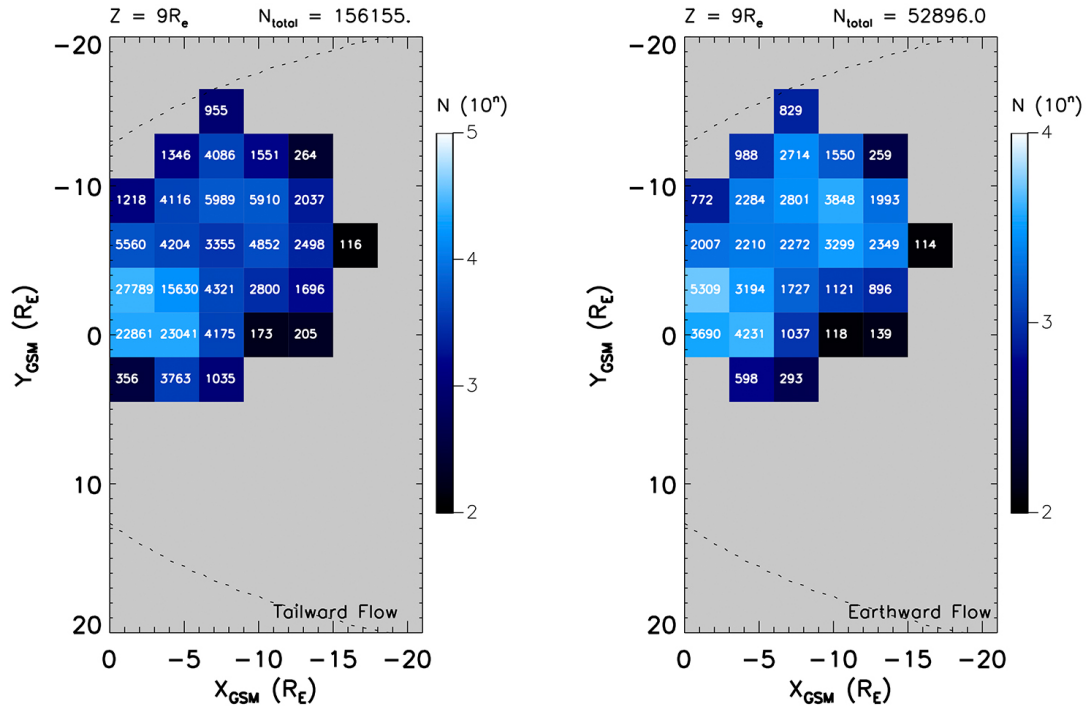 Z = 9Re N_total = 156155.
N (10^n)
-20
-10
0
10
20
Y_GSM (R_E)
955
1346 4086 1551 264
1218 4116 5989 5910 2037
5560 4204 3355 4852 2498 116
27789 15630 4321 2800 1696
22861 23041 4175 173 205
356 3763 1035
Tailward Flow
0 -5 -10 -15 -20
X_GSM (R_E)
5
4
3
2
Z = 9Re N_total = 52896.0
N (10^n)
-20
-10
0
10
20
Y_GSM (R_E)
829
988 2714 1550 259
772 2284 2801 3848 1993
2007 2210 2272 3299 2349 114
5309 3194 1727 1121 896
3690 4231 1037 118 139
598 293
Earthward Flow
0 -5 -10 -15 -20
X_GSM (R_E)
4
3
2